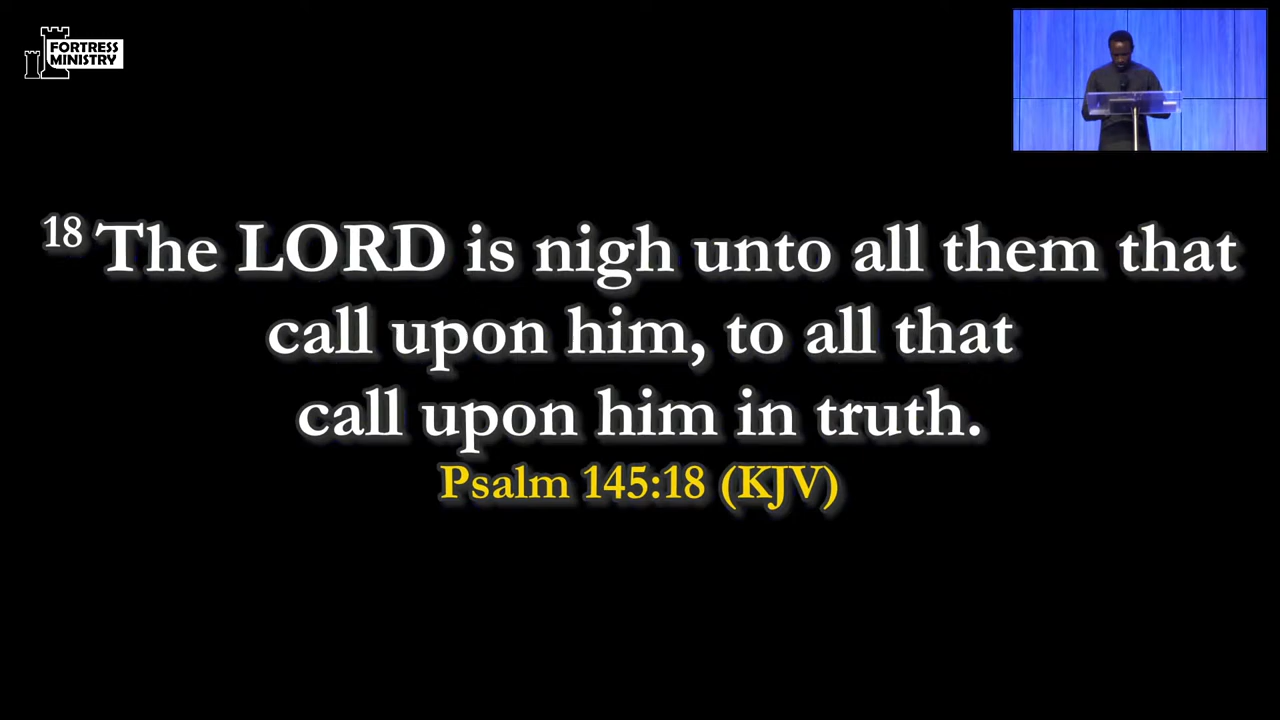 FORTRESS
MINISTRY
18 The LORD is nigh unto all them that
call upon him, to all that
call upon him in truth.
Psalm 145:18 (KJV)